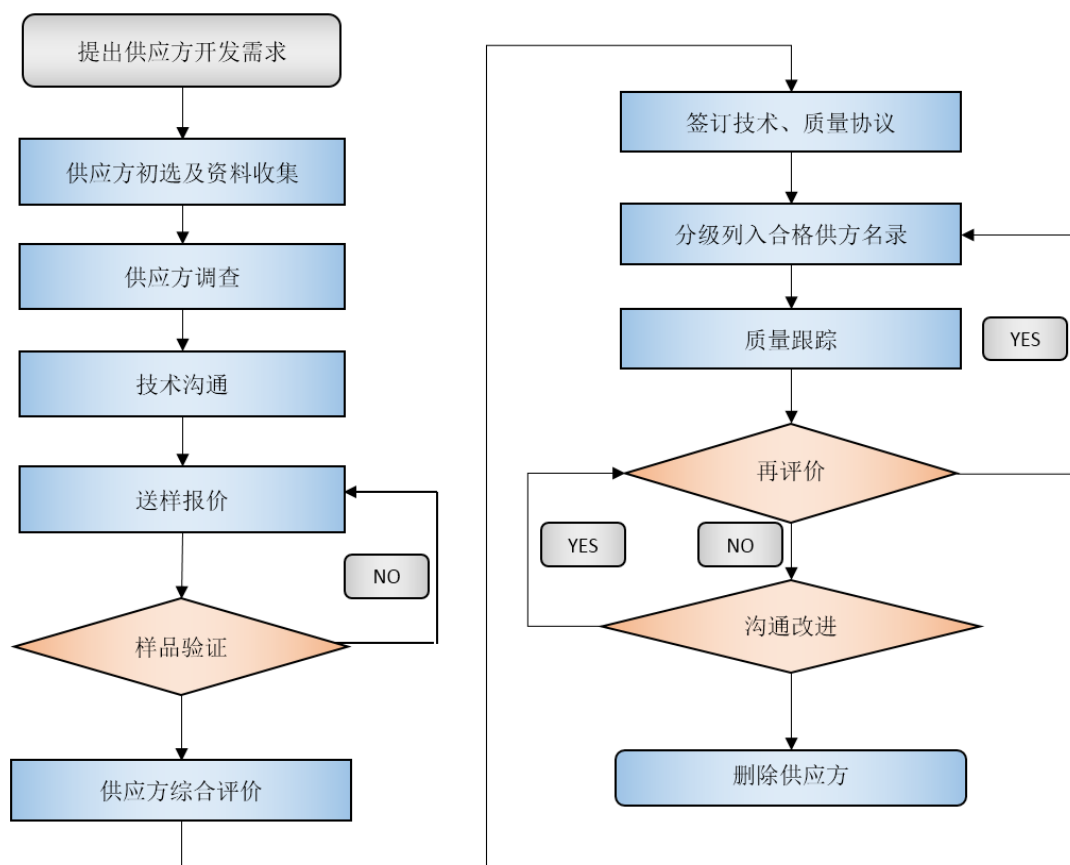 提出供应方开发需求
供应方初选及资料收集
供应方调查
技术沟通
送样报价
NO
样品验证
供应方综合评价
签订技术、质量协议
分级列入合格供方名录
质量跟踪
YES
再评价
YES
NO
沟通改进
删除供应方